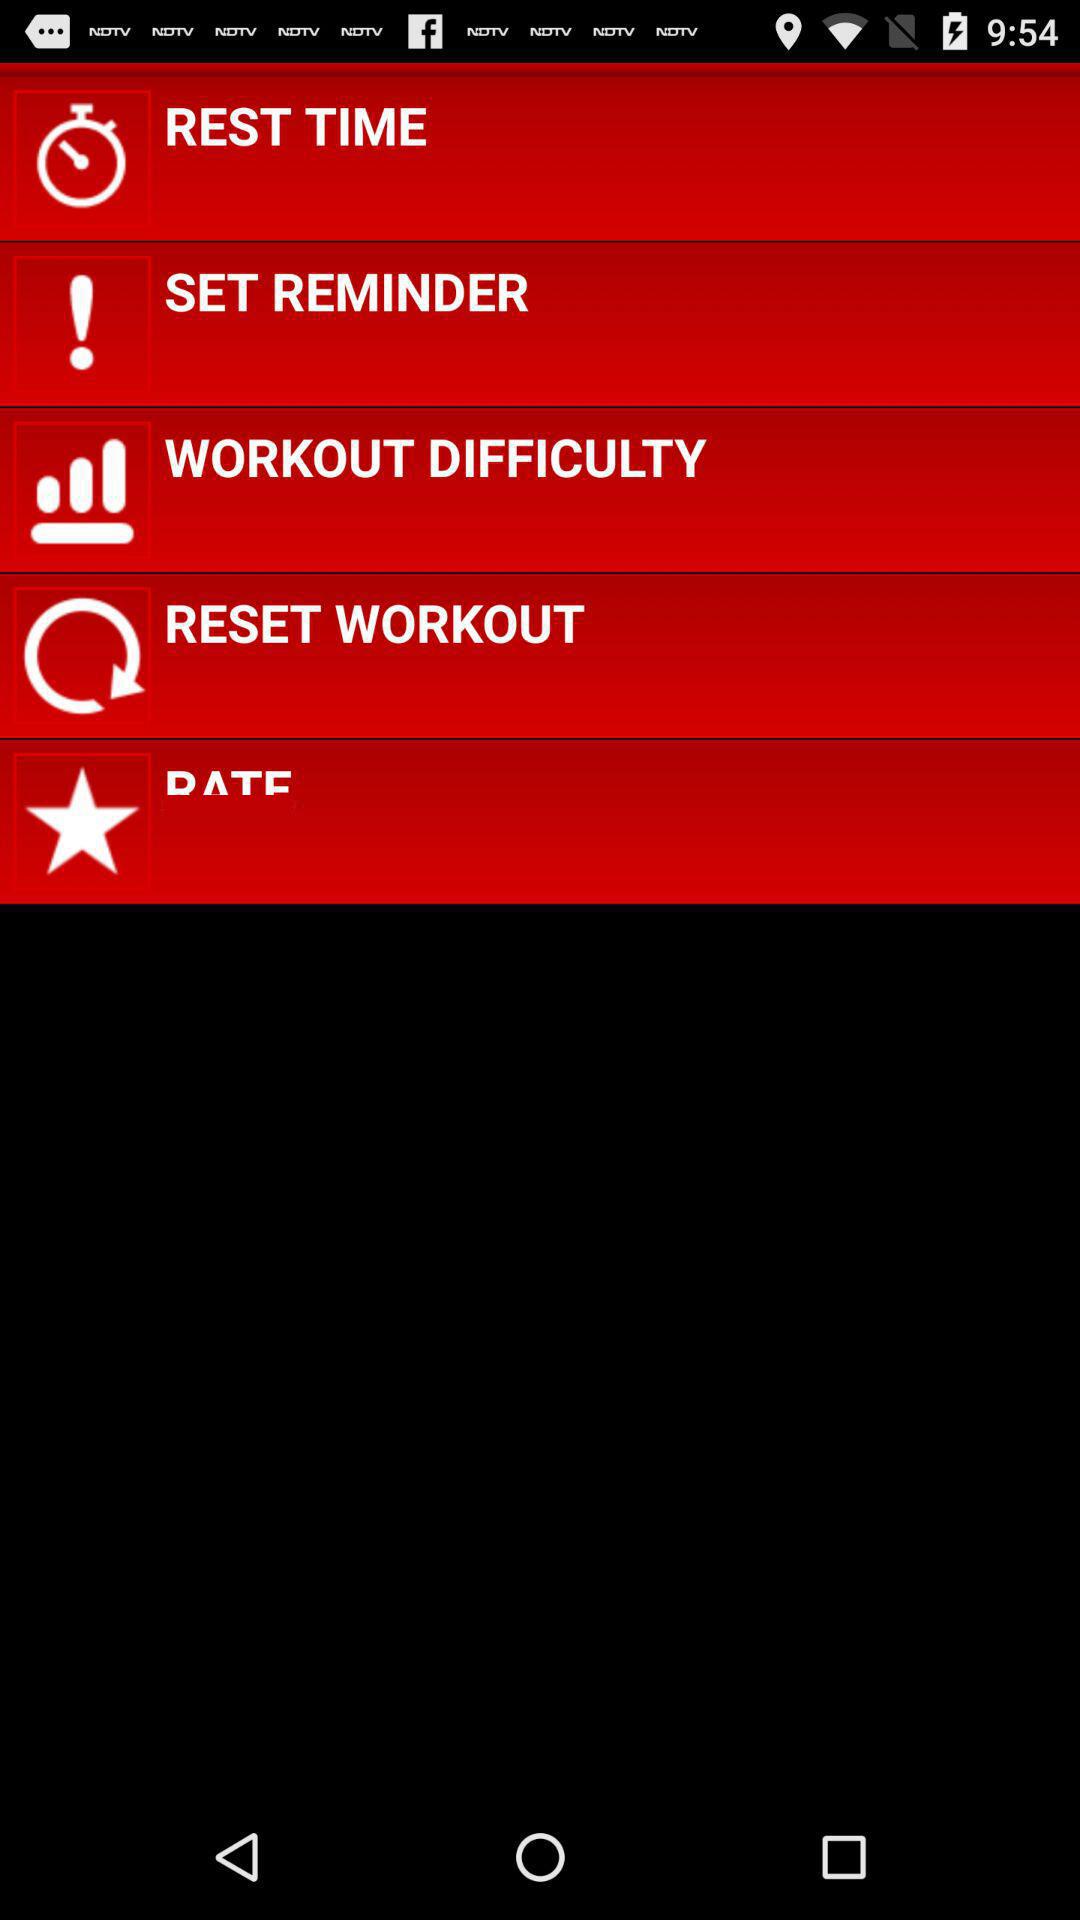 NDTV NDTV NDTV NDTV NDTV NDTV NDTV NDTV NDTV 9:54
REST TIME
SET REMINDER
WORKOUT DIFFICULTY
RESET WORKOUT
RATE